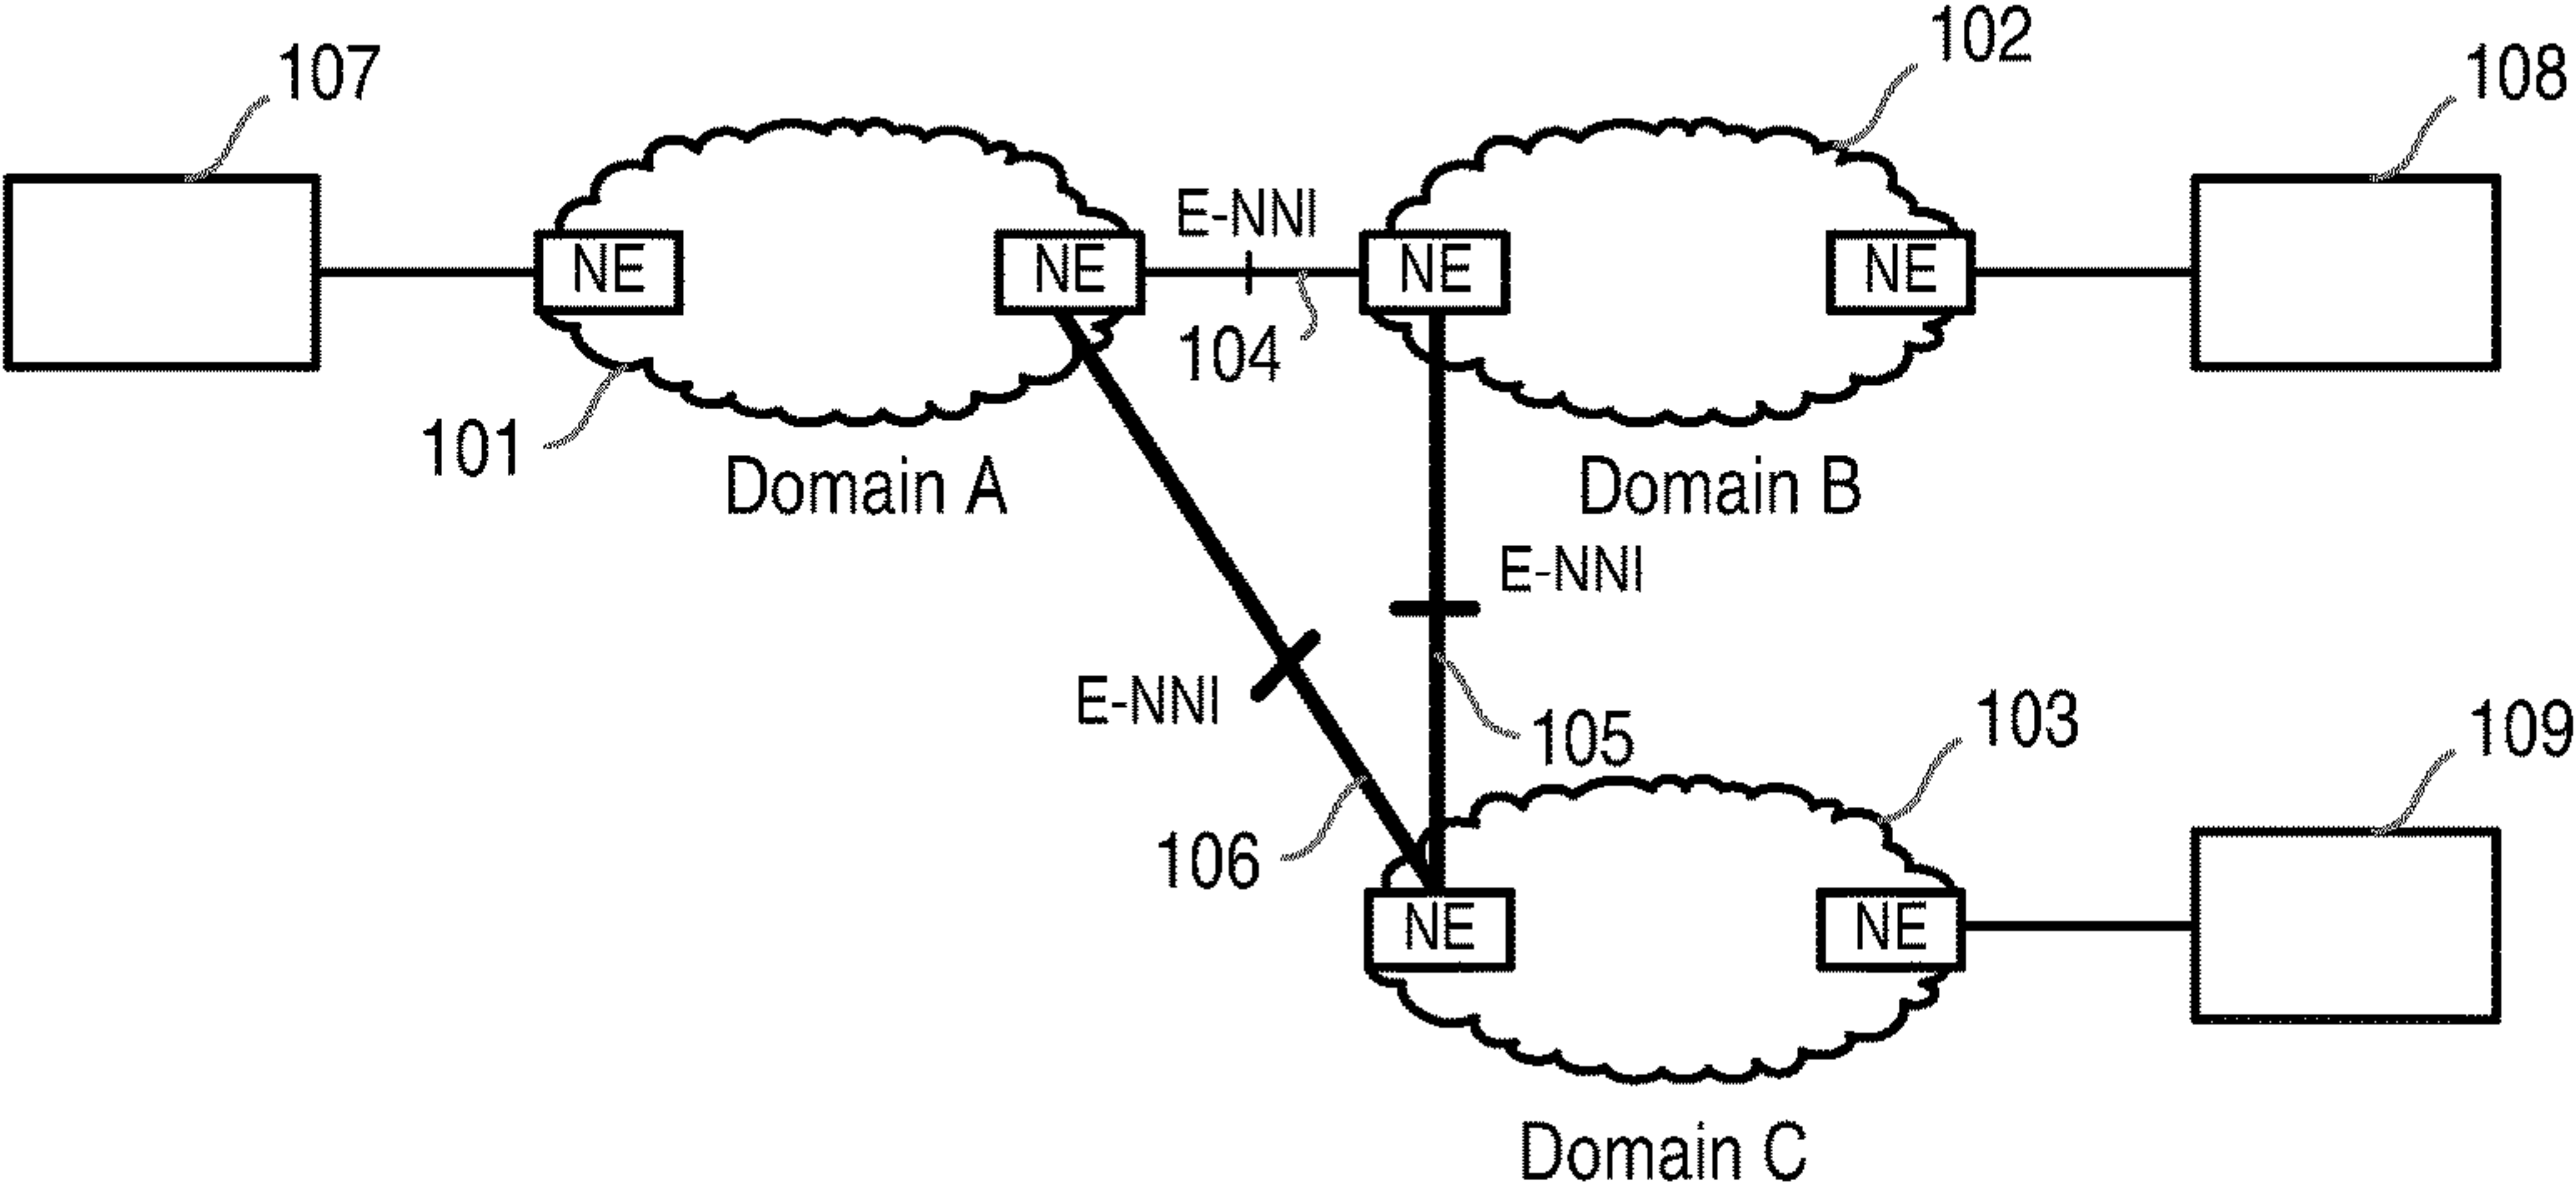 102
107
108
E-NNI
NE
NE
NE
NE
104
101
Domain A
Domain B
E-NNI
E-NNI
105
103
109
106
NE
NE
Domain C